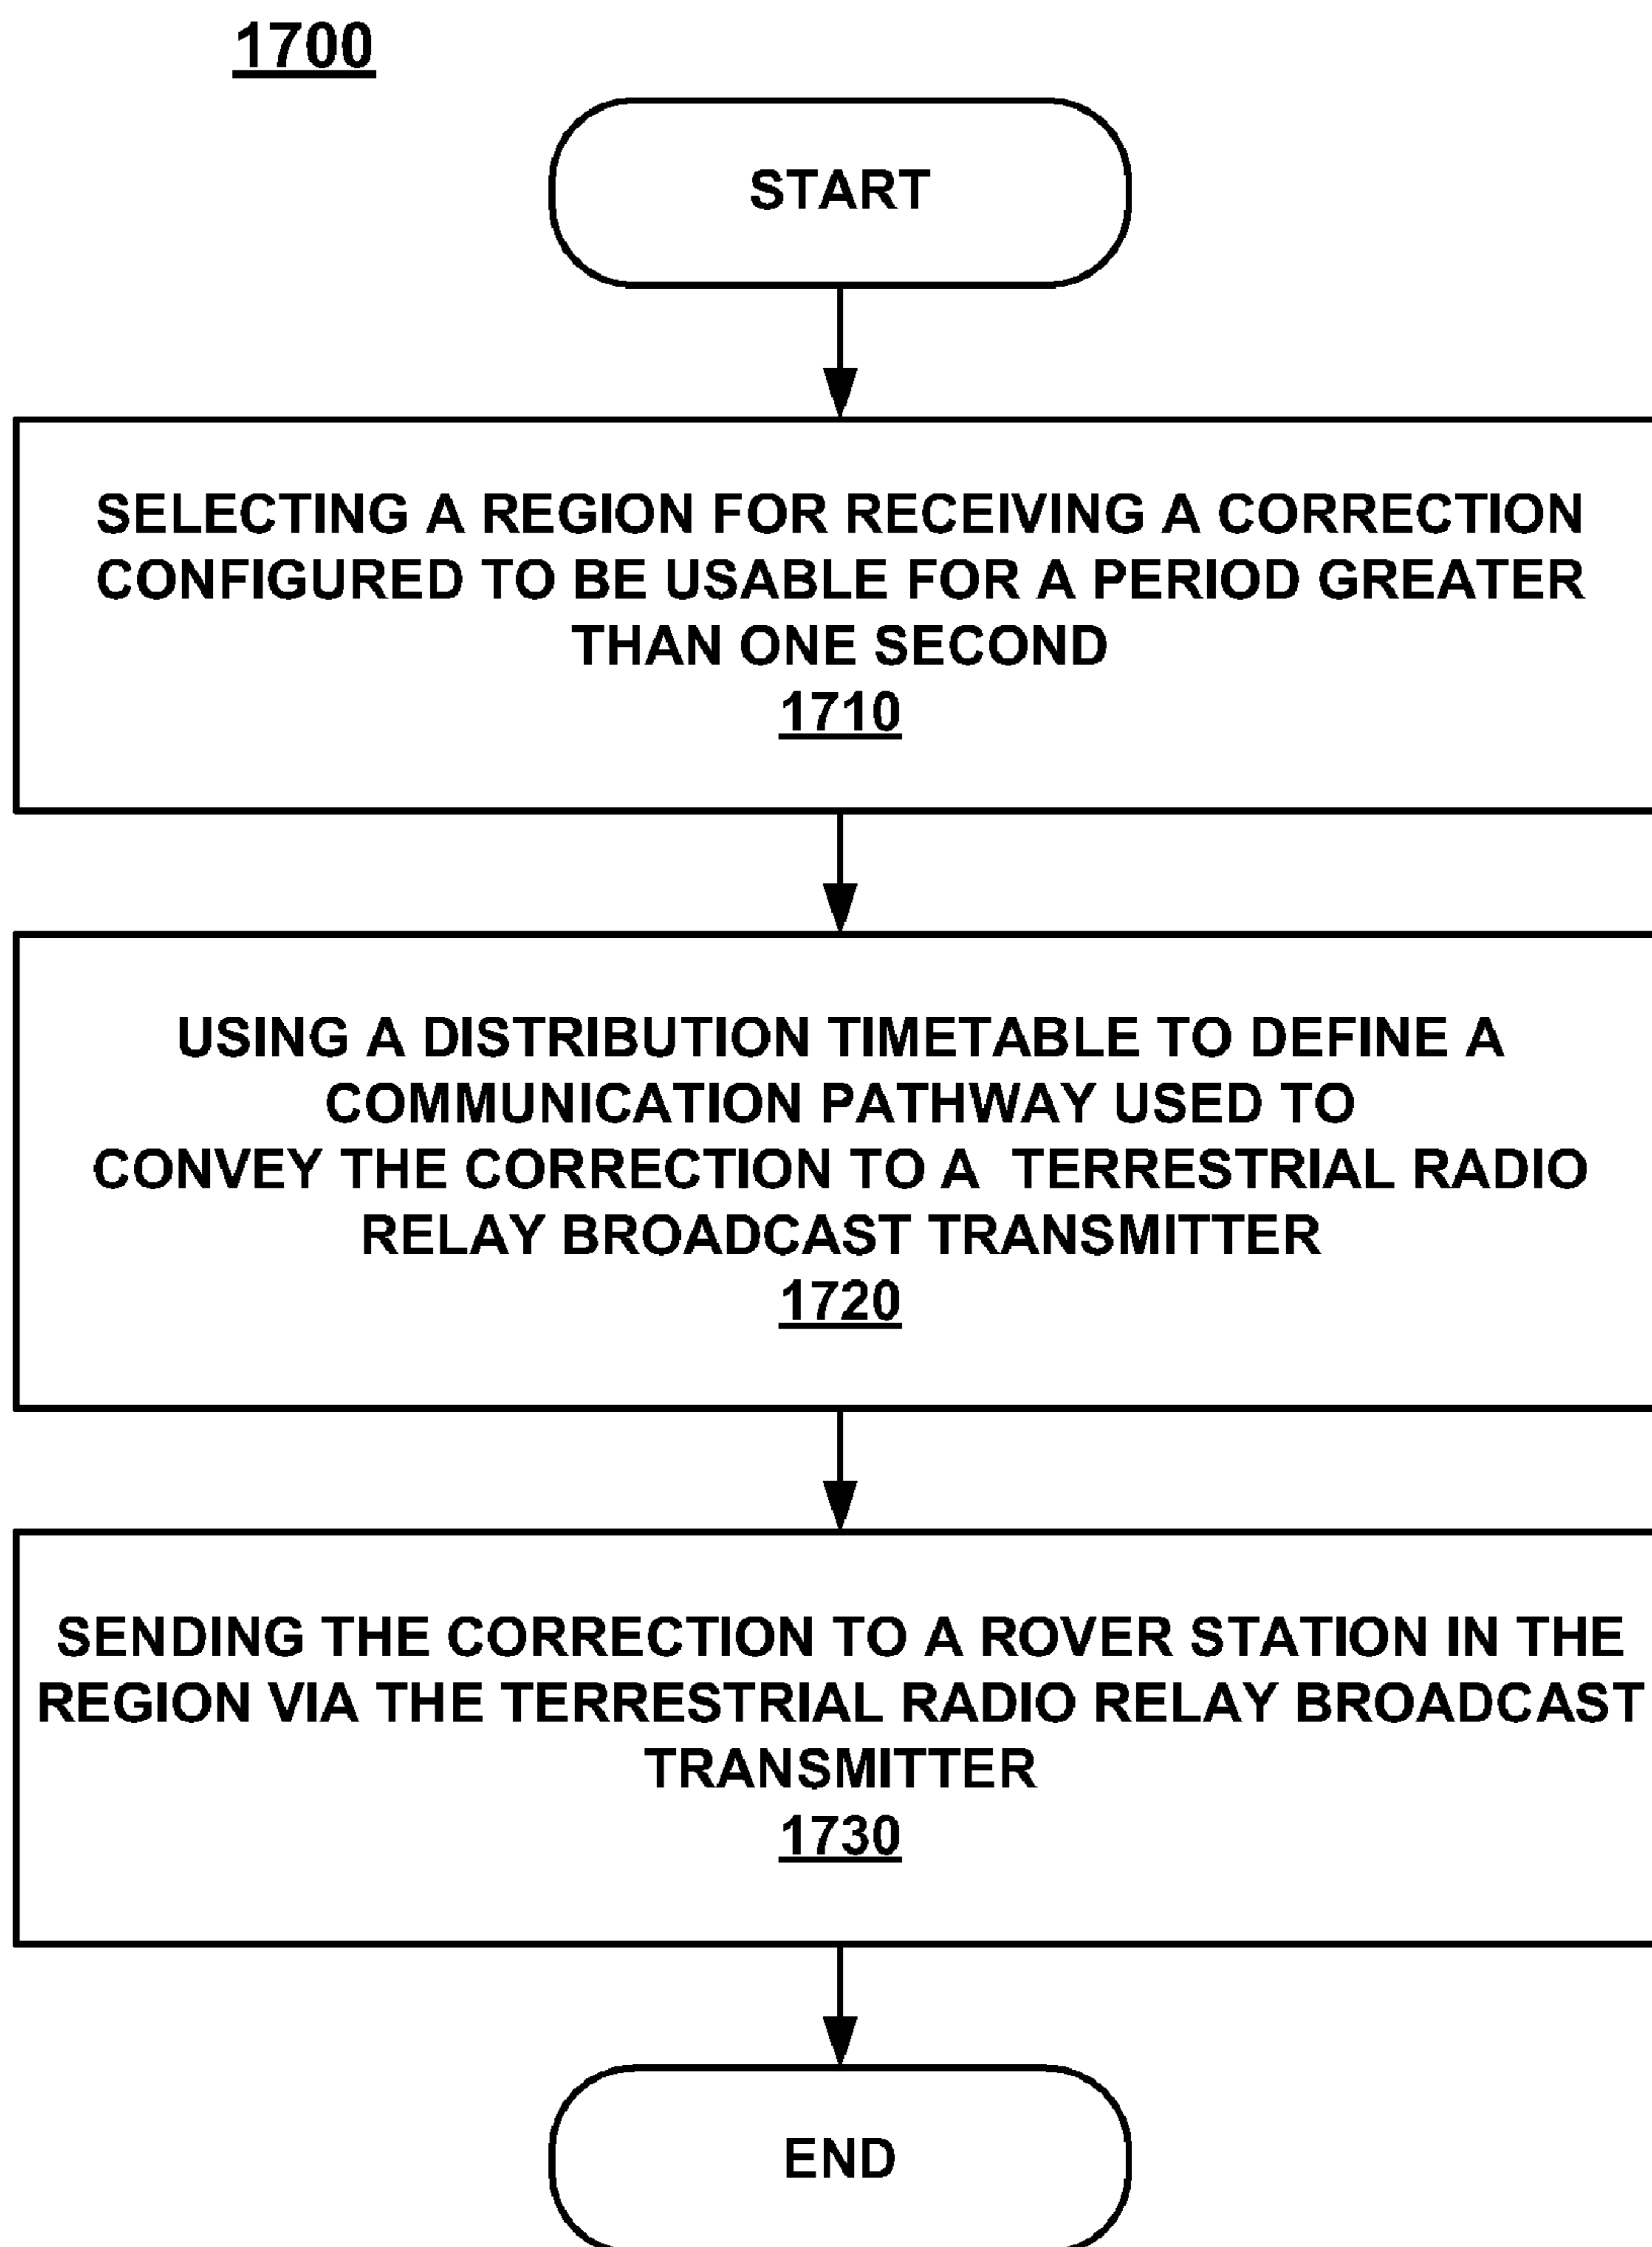 1700
START
SELECTING A REGION FOR RECEIVING A CORRECTION
CONFIGURED TO BE USABLE FOR A PERIOD GREATER
THAN ONE SECOND
1710
USING A DISTRIBUTION TIMETABLE TO DEFINE A
COMMUNICATION PATHWAY USED TO
CONVEY THE CORRECTION TO A TERRESTRIAL RADIO
RELAY BROADCAST TRANSMITTER
1720
SENDING THE CORRECTION TO A ROVER STATION IN THE
REGION VIA THE TERRESTRIAL RADIO RELAY BROADCAST
TRANSMITTER
1730
END